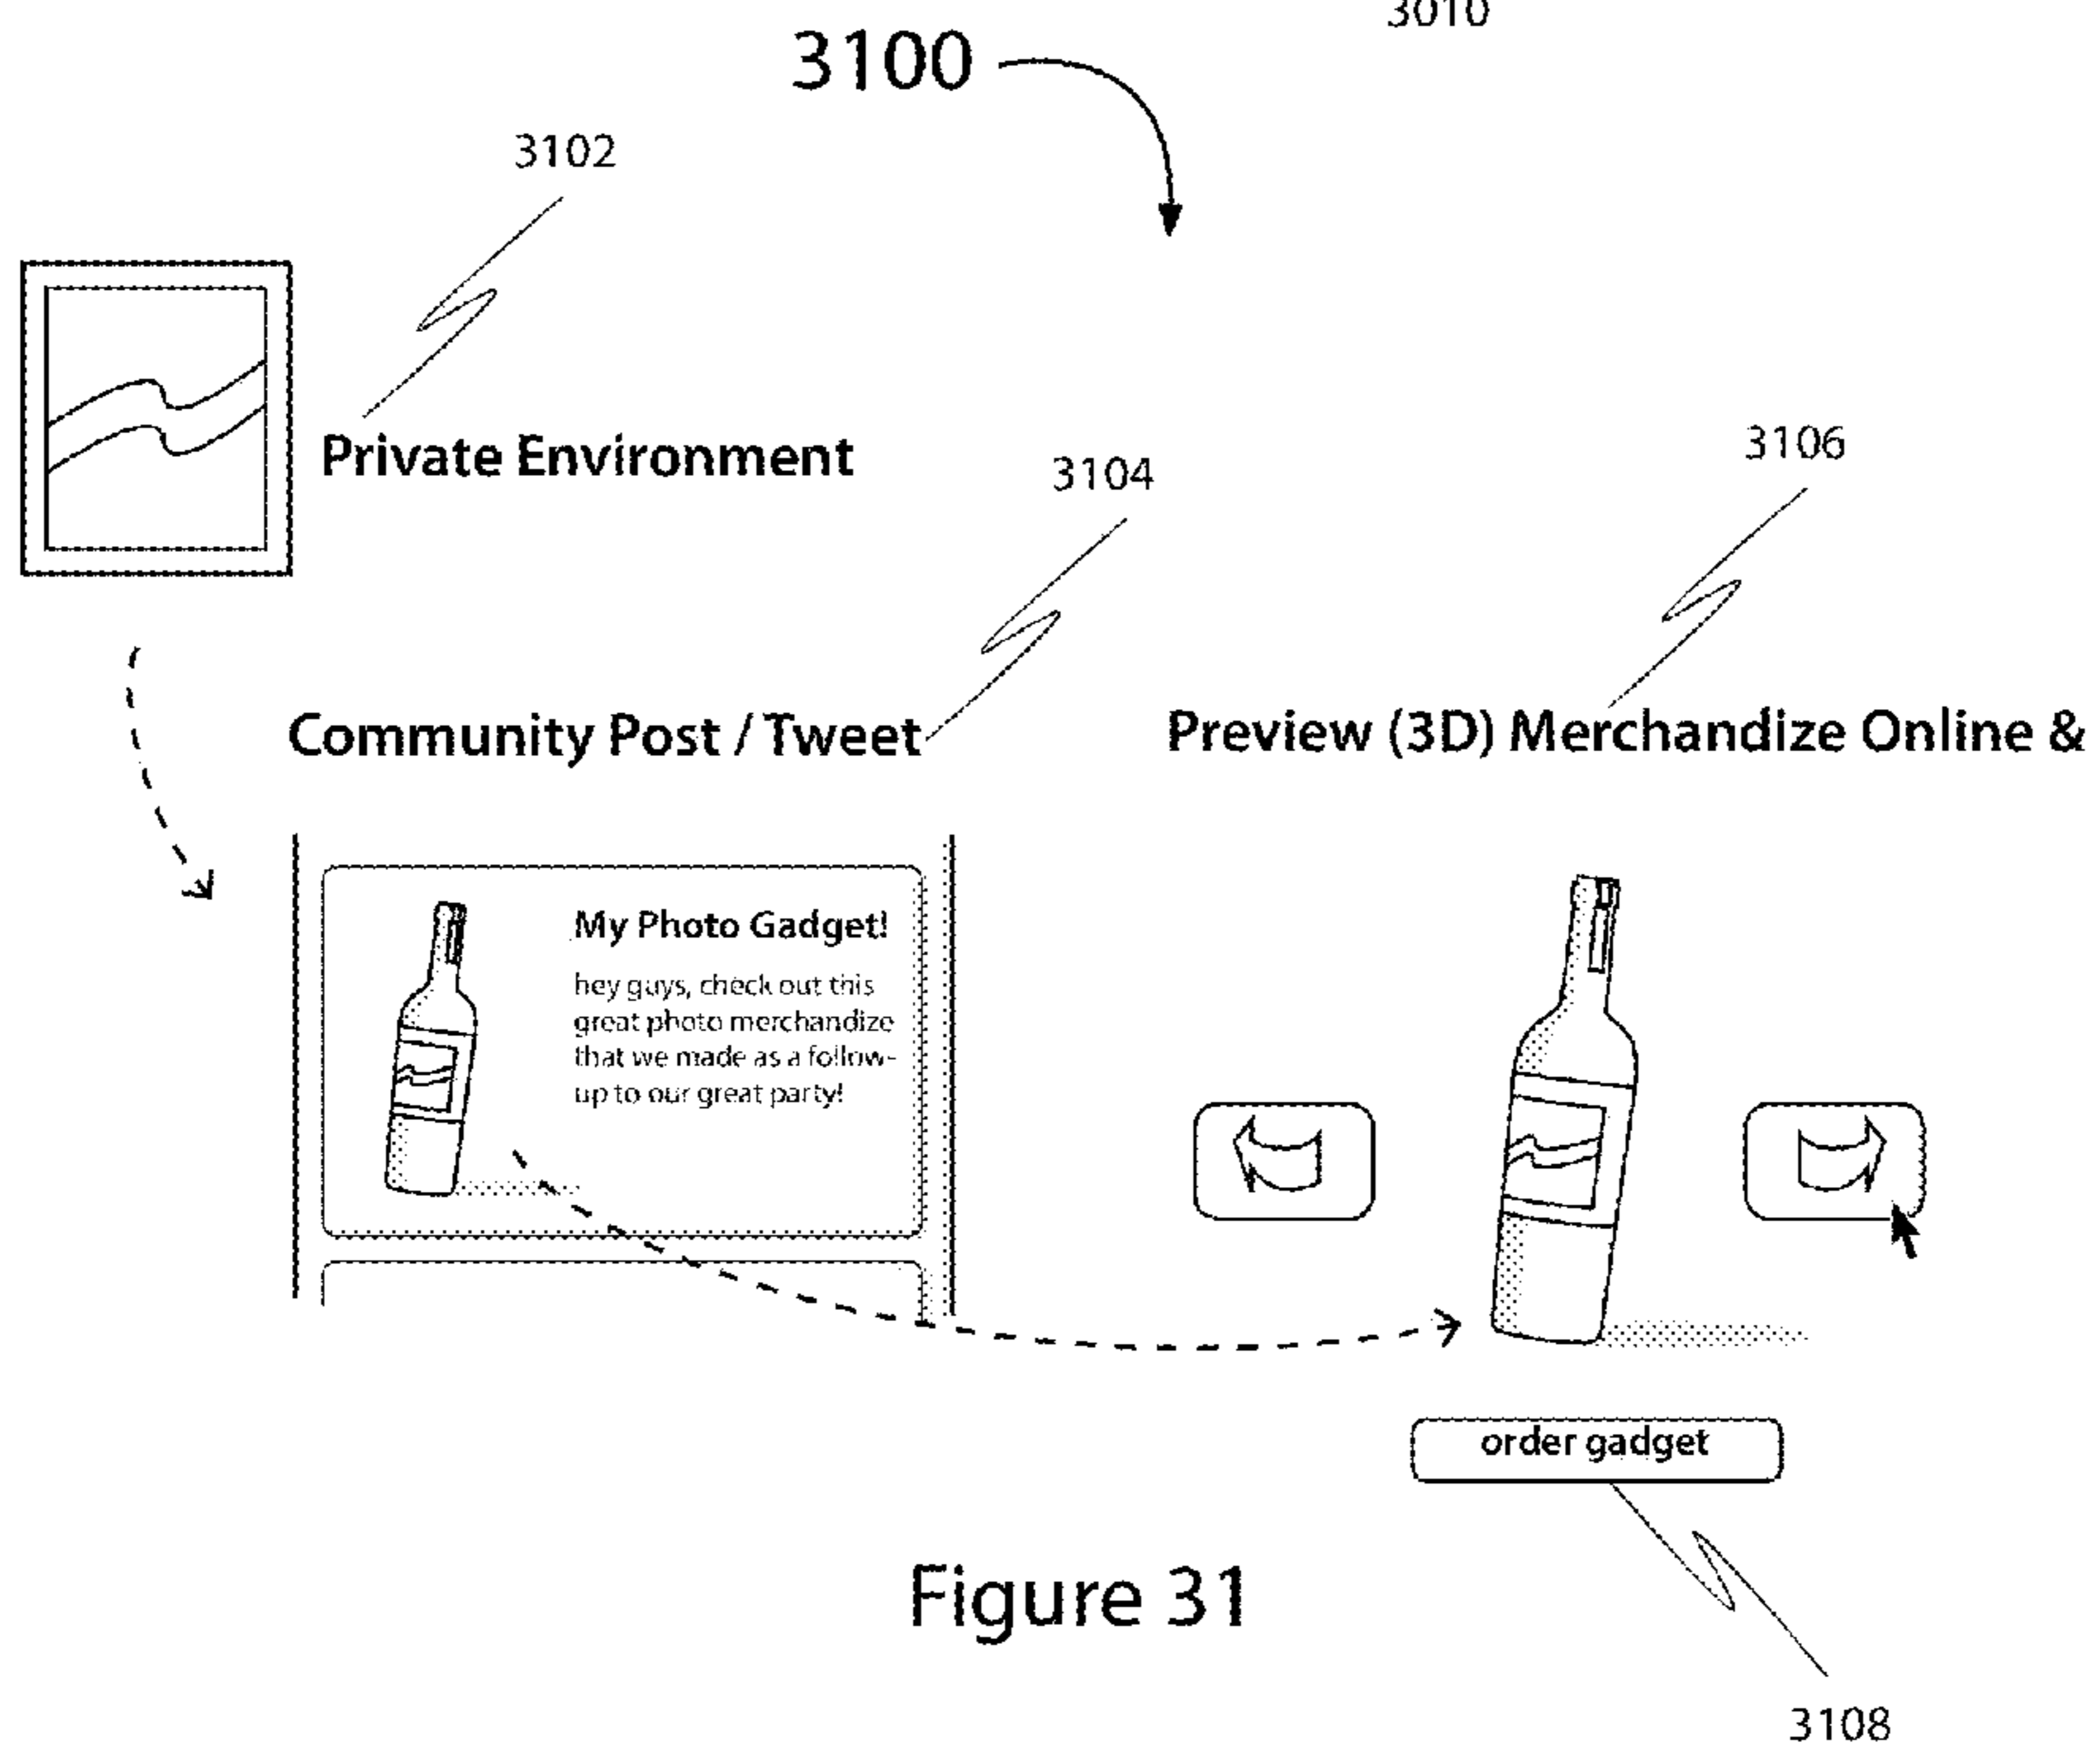 3010
3100
3102
Private Environment
3104
3106
Community Post / Tweet
Preview (3D) Merchandize Online &
My Photo Gadget!
hey guys, check out this
great photo merchandize
that we made as a follow-
up to our great party!
order gadget
Figure 31
3108